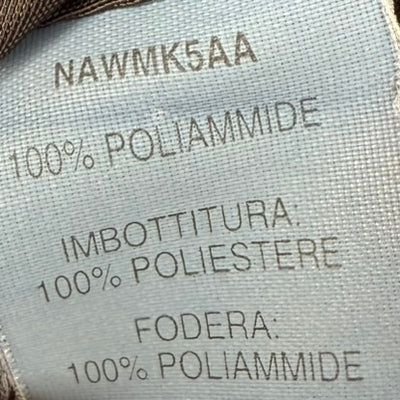 NAWMK5AA
100% POLIAMMIDE
IMBOTTITURA:
100% POLIESTERE
FODERA:
100% POLIAMMIDE